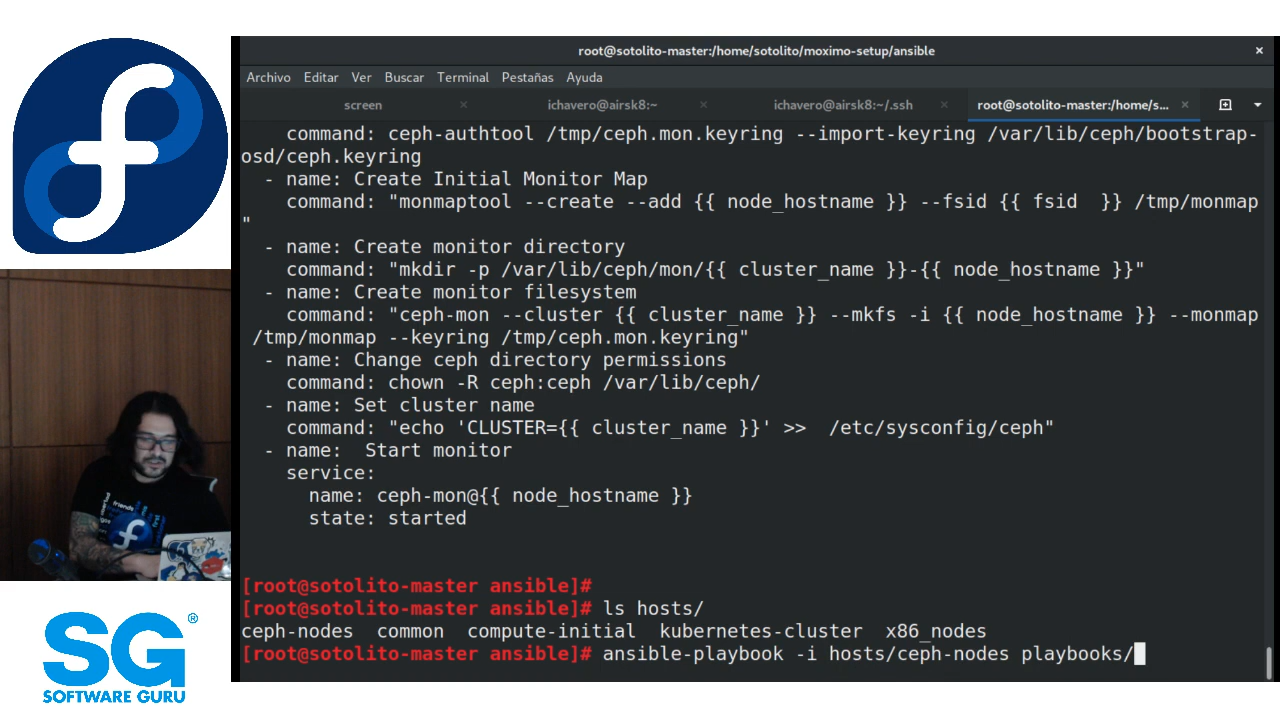 root@sotolito-master:/home/sotolito/moximo-setup/ansible
Archivo Editar Ver Buscar Terminal Pestañas Ayuda
screen ichavero@airsk8:~ ichavero@airsk8:~/.ssh root@sotolito-master:/home/s...
command: ceph-authtool /tmp/ceph.mon.keyring --import-keyring /var/lib/ceph/bootstrap-
osd/ceph.keyring
- name: Create Initial Monitor Map
command: "monmaptool --create --add {{ node_hostname }} --fsid {{ fsid  }} /tmp/monmap
"
- name: Create monitor directory
command: "mkdir -p /var/lib/ceph/mon/{{ cluster_name }}-{{ node_hostname }}"
- name: Create monitor filesystem
command: "ceph-mon --cluster {{ cluster_name }} --mkfs -i {{ node_hostname }} --monmap
/tmp/monmap --keyring /tmp/ceph.mon.keyring"
- name: Change ceph directory permissions
command: chown -R ceph:ceph /var/lib/ceph/
- name: Set cluster name
command: "echo 'CLUSTER={{ cluster_name }}' >>  /etc/sysconfig/ceph"
- name:  Start monitor
service:
name: ceph-mon@{{ node_hostname }}
state: started
[root@sotolito-master ansible]#
[root@sotolito-master ansible]# ls hosts/
ceph-nodes  common  compute-initial  kubernetes-cluster  x86_nodes
[root@sotolito-master ansible]# ansible-playbook -i hosts/ceph-nodes playbooks/
friends
first
SG®
SOFTWARE GURU